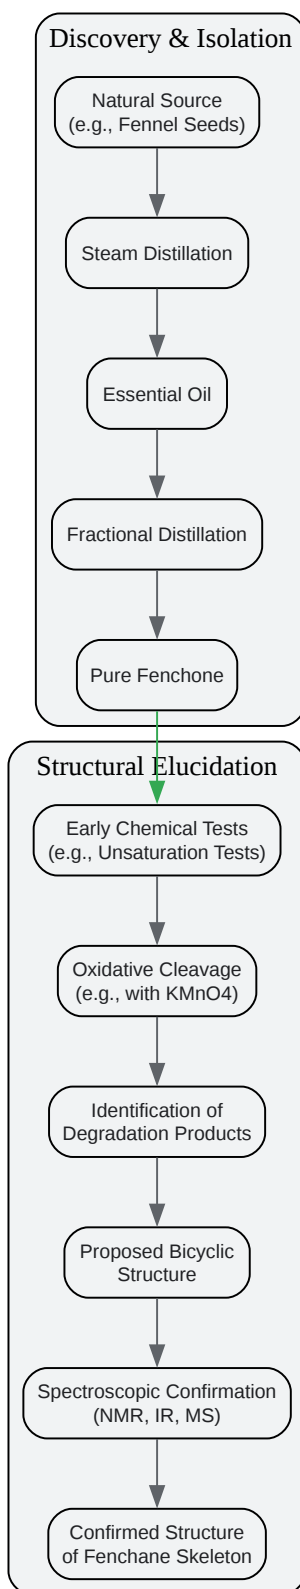 Discovery & Isolation
Natural Source
(e.g., Fennel Seeds)
Steam Distillation
Essential Oil
Fractional Distillation
Pure Fenchone
Structural Elucidation
Early Chemical Tests
(e.g., Unsaturation Tests)
Oxidative Cleavage
(e.g., with KMnO4)
Identification of
Degradation Products
Proposed Bicyclic
Structure
Spectroscopic Confirmation
(NMR, IR, MS)
Confirmed Structure
of Fenchane Skeleton